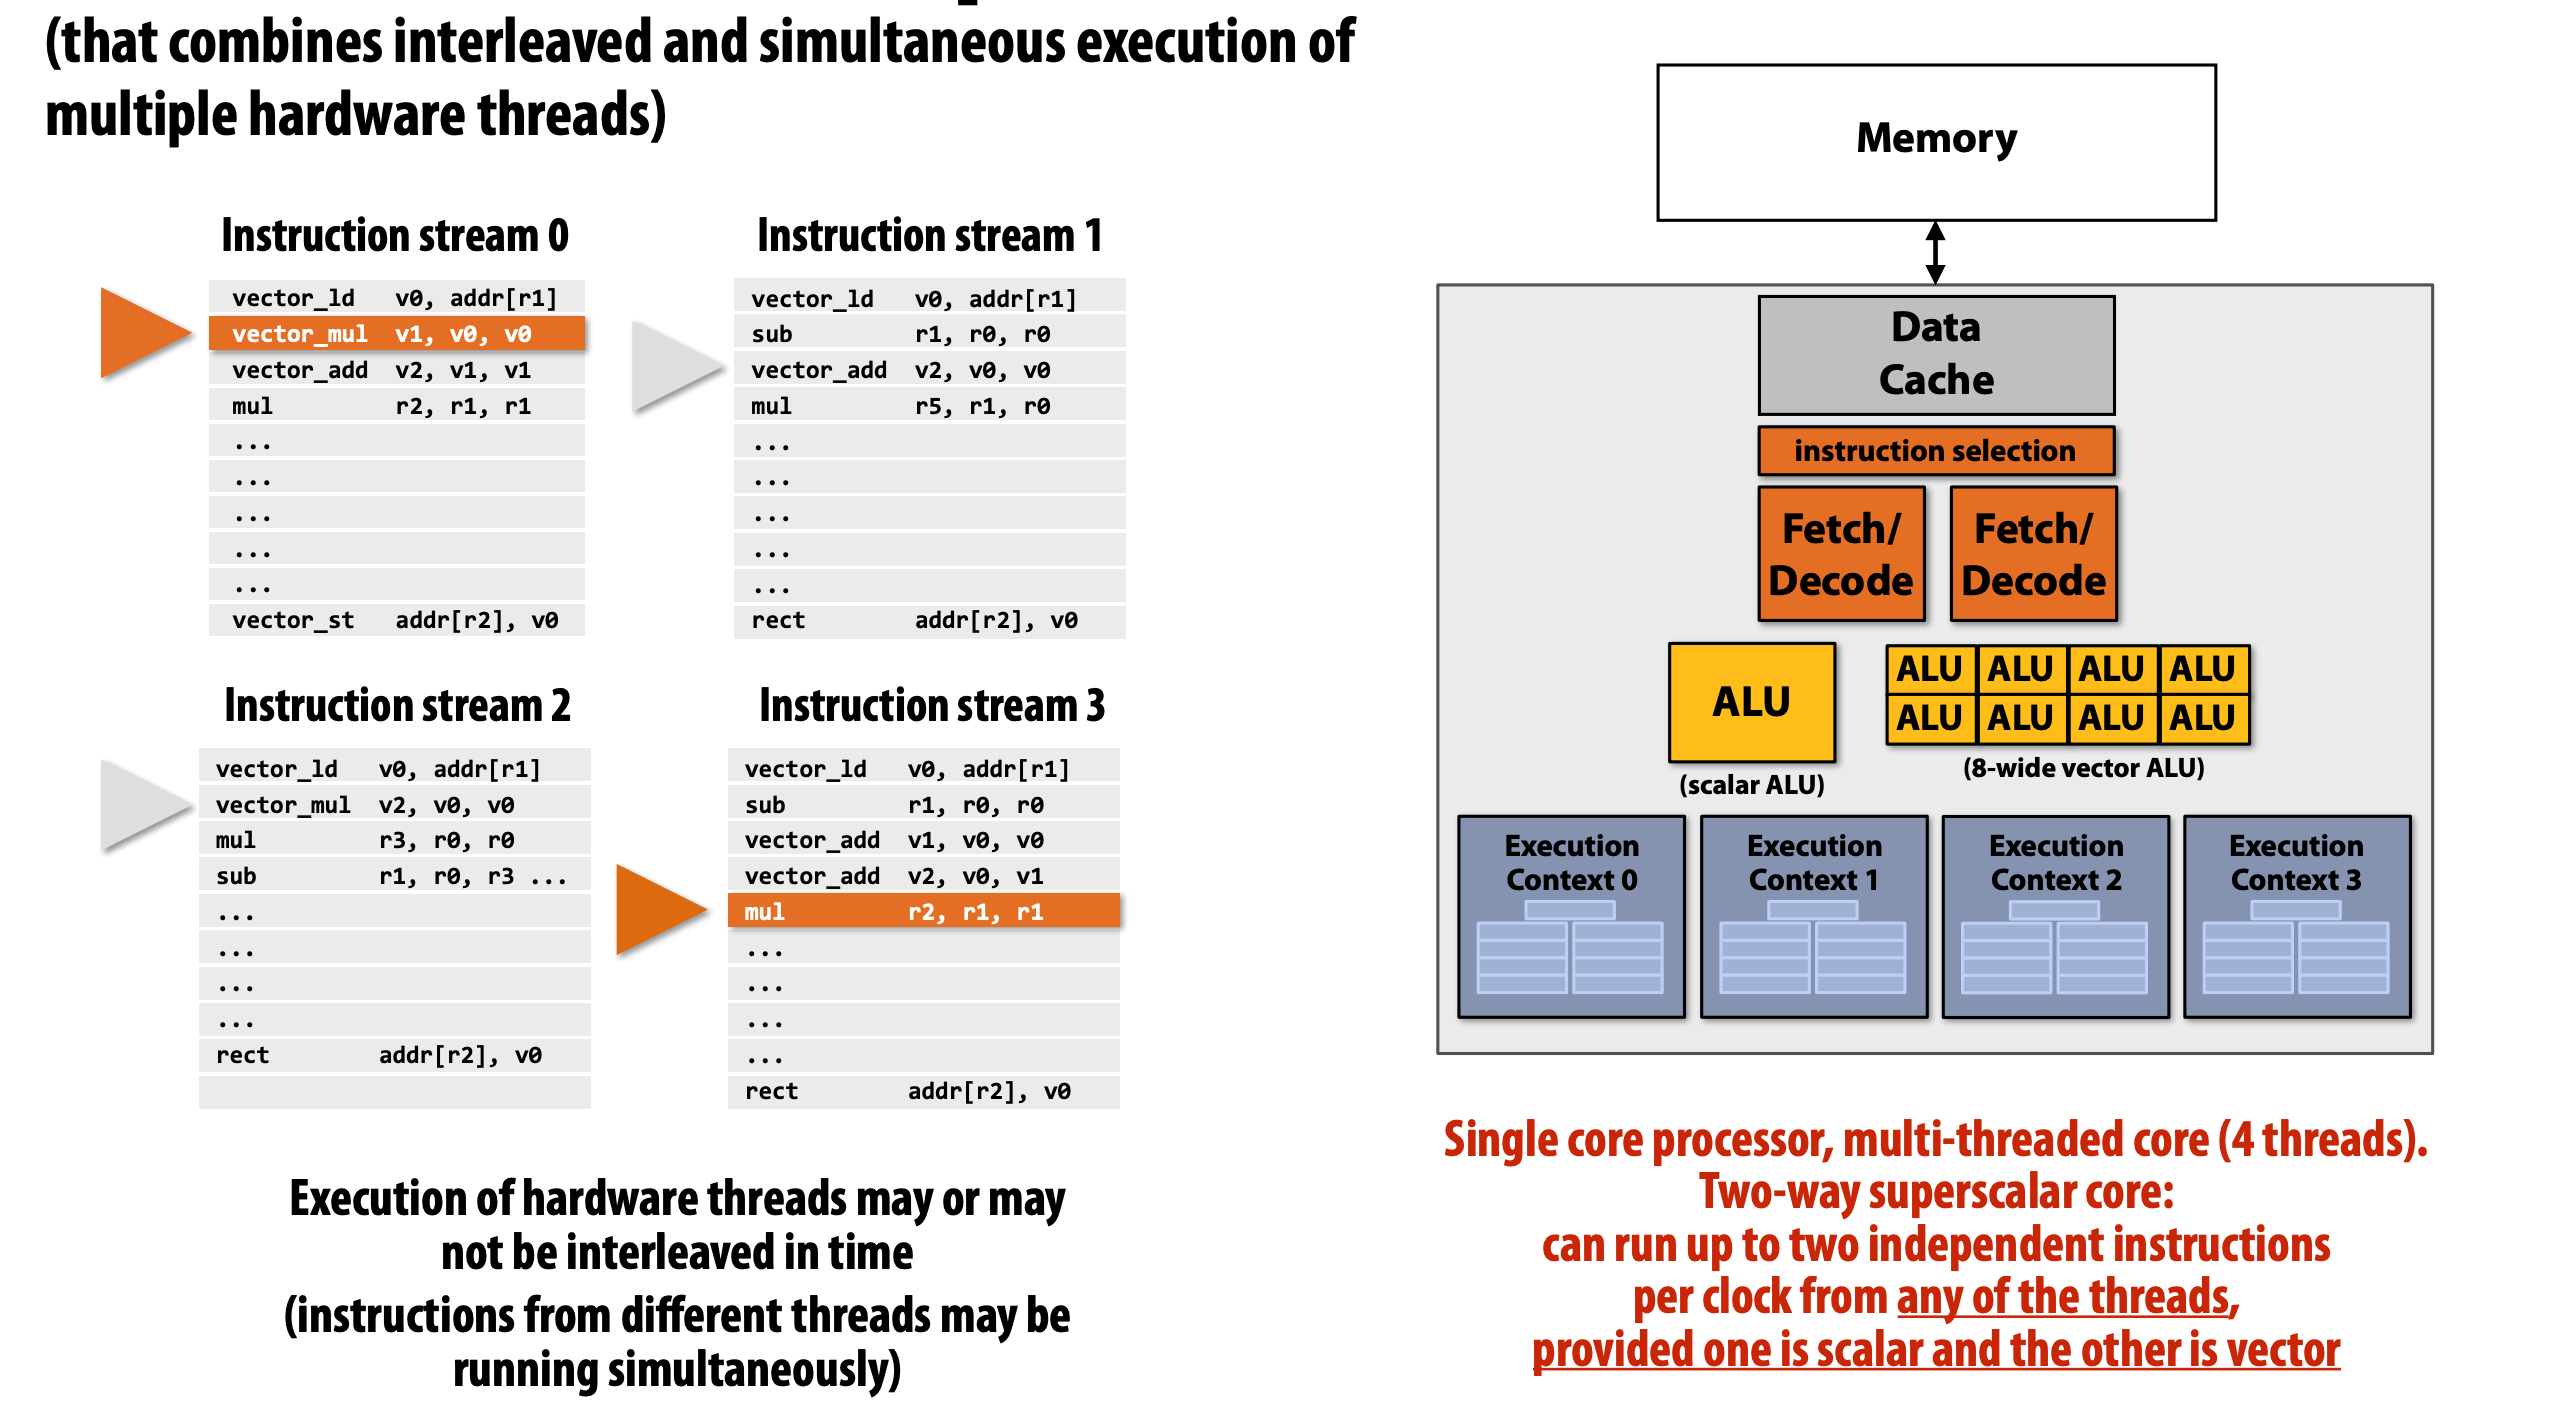 (that combines interleaved and simultaneous execution of
multiple hardware threads)
Instruction stream 0
vector_ld v0, addr[r1]
vector_mul v1, v0, v0
vector_add v2, v1, v1
mul r2, r1, r1
...
...
...
...
...
vector_st addr[r2], v0
Instruction stream 1
vector_ld v0, addr[r1]
sub r1, r0, r0
vector_add v2, v0, v0
mul r5, r1, r0
...
...
...
...
...
rect addr[r2], v0
Instruction stream 2
vector_ld v0, addr[r1]
vector_mul v2, v0, v0
mul r3, r0, r0
sub r1, r0, r3 ...
...
...
...
...
rect addr[r2], v0
Instruction stream 3
vector_ld v0, addr[r1]
sub r1, r0, r0
vector_add v1, v0, v0
vector_add v2, v0, v1
mul r2, r1, r1
...
...
...
...
rect addr[r2], v0
Execution of hardware threads may or may
not be interleaved in time
(instructions from different threads may be
running simultaneously)
Memory
Data
Cache
instruction selection
Fetch/
Decode
Fetch/
Decode
ALU
(scalar ALU)
ALU ALU ALU ALU
ALU ALU ALU ALU
(8-wide vector ALU)
Execution
Context 0
Execution
Context 1
Execution
Context 2
Execution
Context 3
Single core processor, multi-threaded core (4 threads).
Two-way superscalar core:
can run up to two independent instructions
per clock from any of the threads,
provided one is scalar and the other is vector